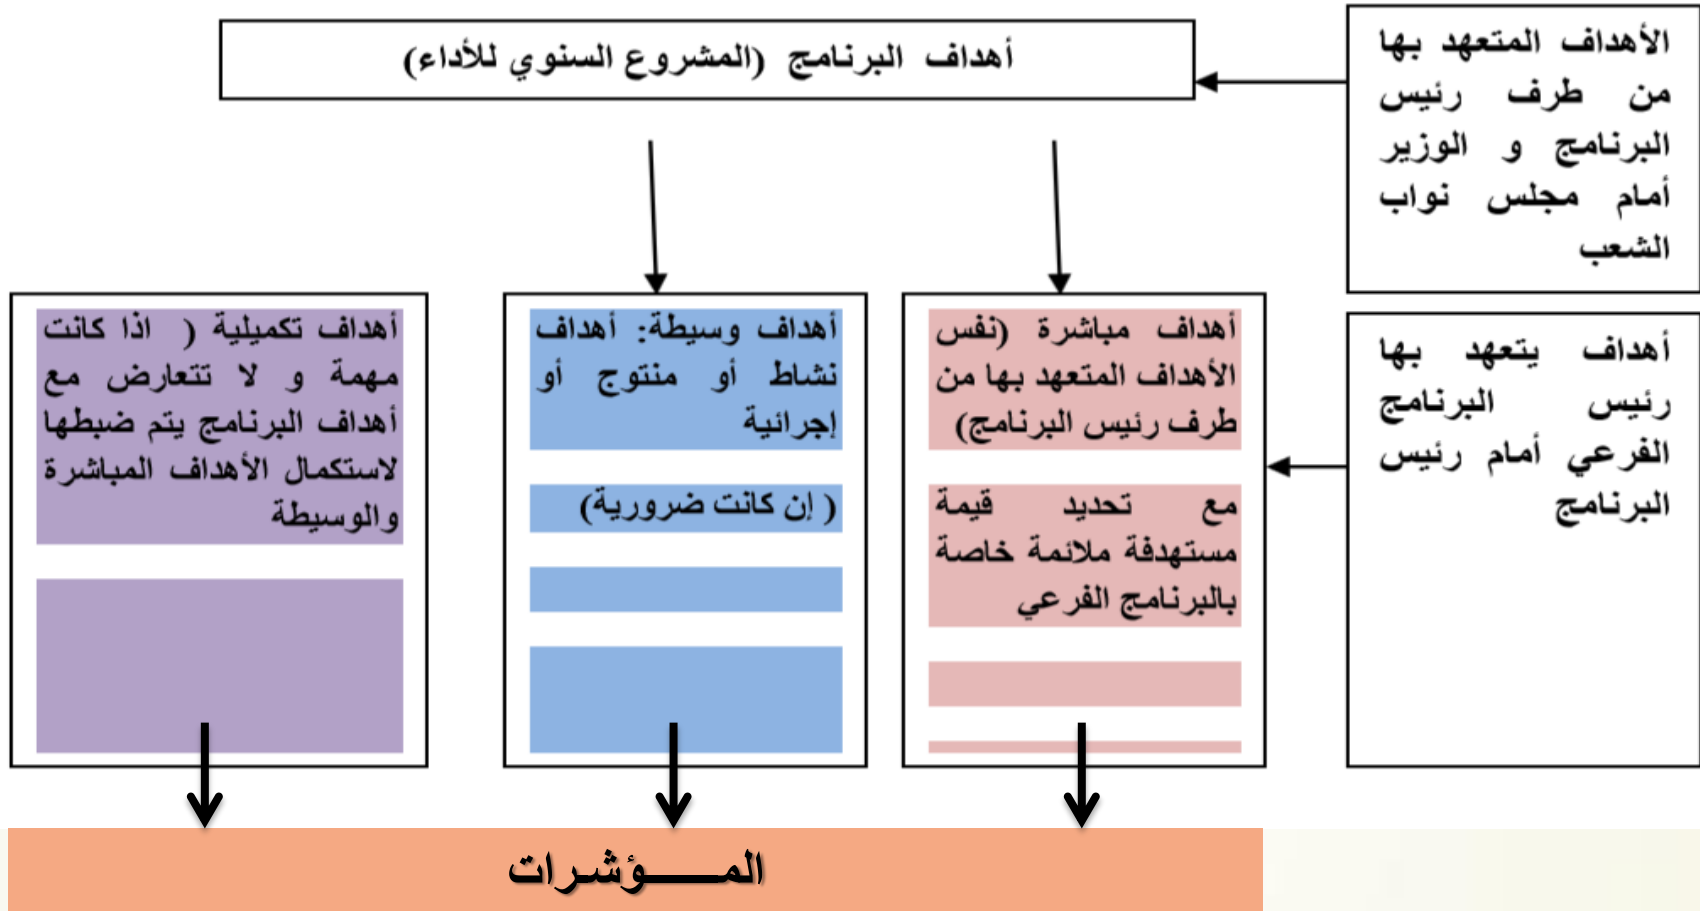 أهداف البرنامج (المشروع السنوي للأداء)
الأهداف المتعهد بها
من طرف رئيس
البرنامج و الوزير
أمام مجلس نواب
الشعب
أهداف مباشرة (نفس
الأهداف المتعهد بها من
طرف رئيس البرنامج)
مع تحديد قيمة
مستهدفة ملائمة خاصة
بالبرنامج الفرعي
أهداف وسيطة: أهداف
نشاط أو منتوج أو
إجرائية
( إن كانت ضرورية)
أهداف تكميلية ( اذا كانت
مهمة و لا تتعارض مع
أهداف البرنامج يتم ضبطها
لاستكمال الأهداف المباشرة
والوسيطة
أهداف يتعهد بها
رئيس البرنامج
الفرعي أمام رئيس
البرنامج
المـــــؤشرات